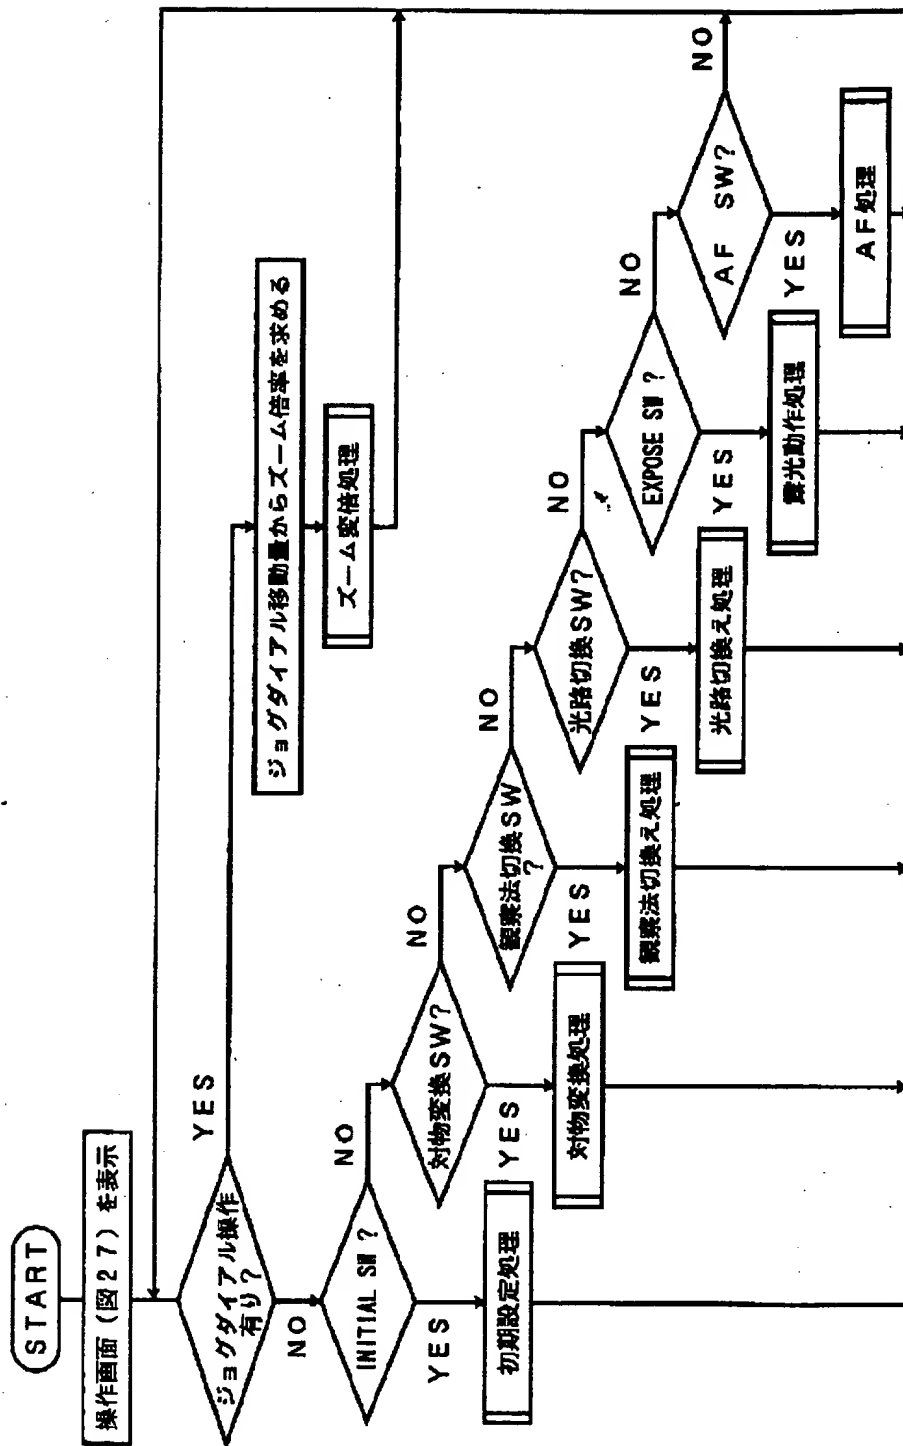 START
操作画面(図27)を表示
ジョグダイアル操作
有り?
YES
NO
ジョグダイアル移動量からズーム倍率を求める
ズーム変倍処理
INITIAL SW?
NO
YES
初期設定処理
対物変換SW?
NO
YES
対物変換処理
観察法切換SW
?
NO
YES
観察法切換え処理
光路切換SW?
NO
YES
光路切換え処理
EXPOSE SW?
NO
YES
露光動作処理
AF SW?
NO
YES
AF処理